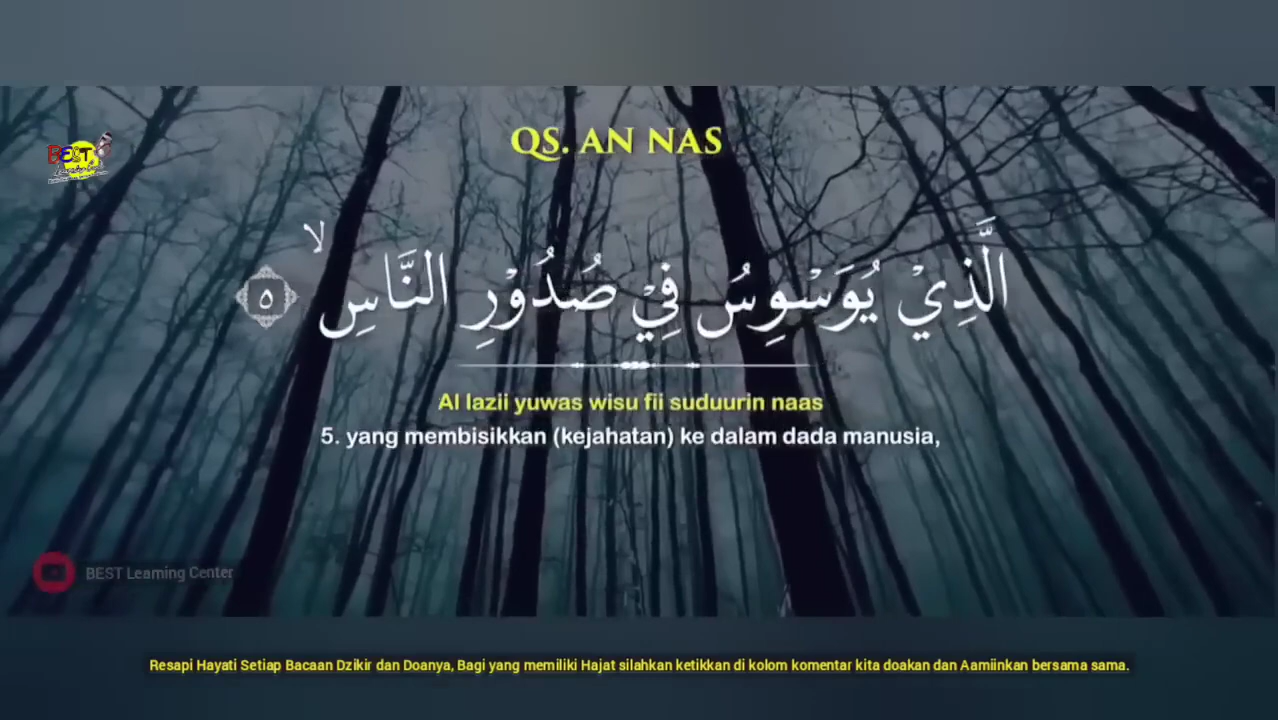 BEST
QS. AN NAS
الَّذِيْ يُوَسْوِسُ فِيْ صُدُوْرِ النَّاسِ ۙ ٥
Al lazii yuwas wisu fii suduurin naas
5. yang membisikkan (kejahatan) ke dalam dada manusia,
BEST Learning Center
Resapi Hayati Setiap Bacaan Dzikir dan Doanya, Bagi yang memiliki Hajat silahkan ketikkan di kolom komentar kita doakan dan Aamiinkan bersama sama.